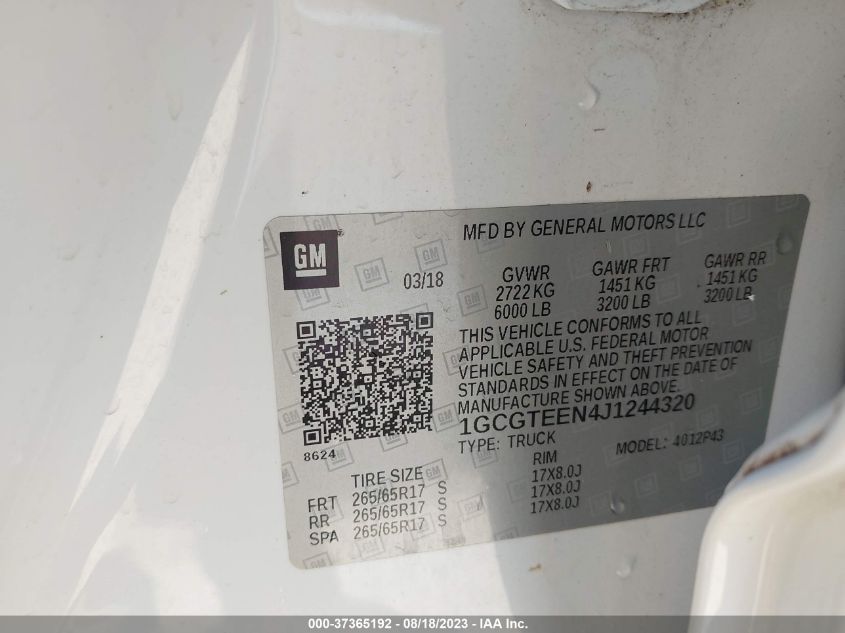 MFD BY GENERAL MOTORS LLC
GM
03/18
GVWR GAWR FRT GAWR RR
2722 KG 1451 KG 1451 KG
6000 LB 3200 LB 3200 LB
THIS VEHICLE CONFORMS TO ALL
APPLICABLE U.S. FEDERAL MOTOR
VEHICLE SAFETY AND THEFT PREVENTION
STANDARDS IN EFFECT ON THE DATE OF
MANUFACTURE SHOWN ABOVE.
1GCGTEEN4J1244320
TYPE: TRUCK MODEL: 4012P43
8624
TIRE SIZE RIM
FRT 265/65R17 S 17X8.0J
RR 265/65R17 S 17X8.0J
SPA 265/65R17 S 17X8.0J
000-37365192 - 08/18/2023 - IAA Inc.